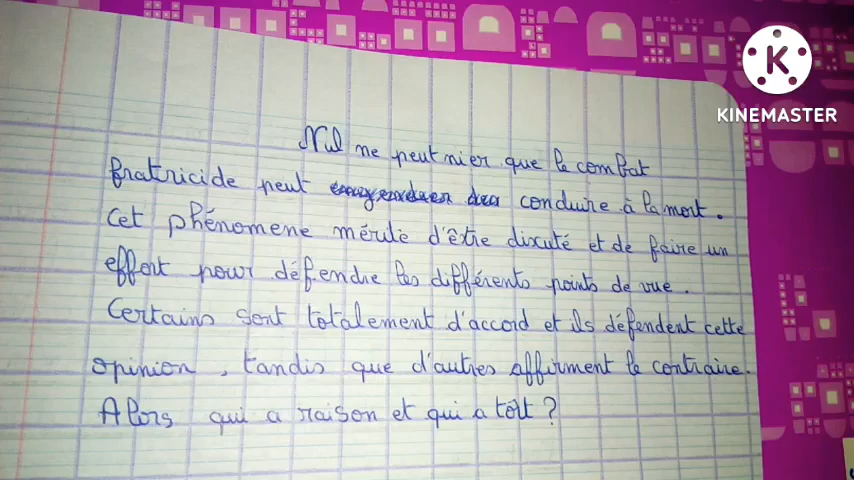 KINEMASTER
Nul ne peut nier que le combat
fratricide peut conduire à la mort.
Cet phénomene mérite d'être discuté et de faire un
effort pour défendre les différents points de vue.
Certains sont totalement d'accord et ils défendent cette
opinion, tandis que d'autres affirment le contraire.
Alors qui a raison et qui a tôlt ?